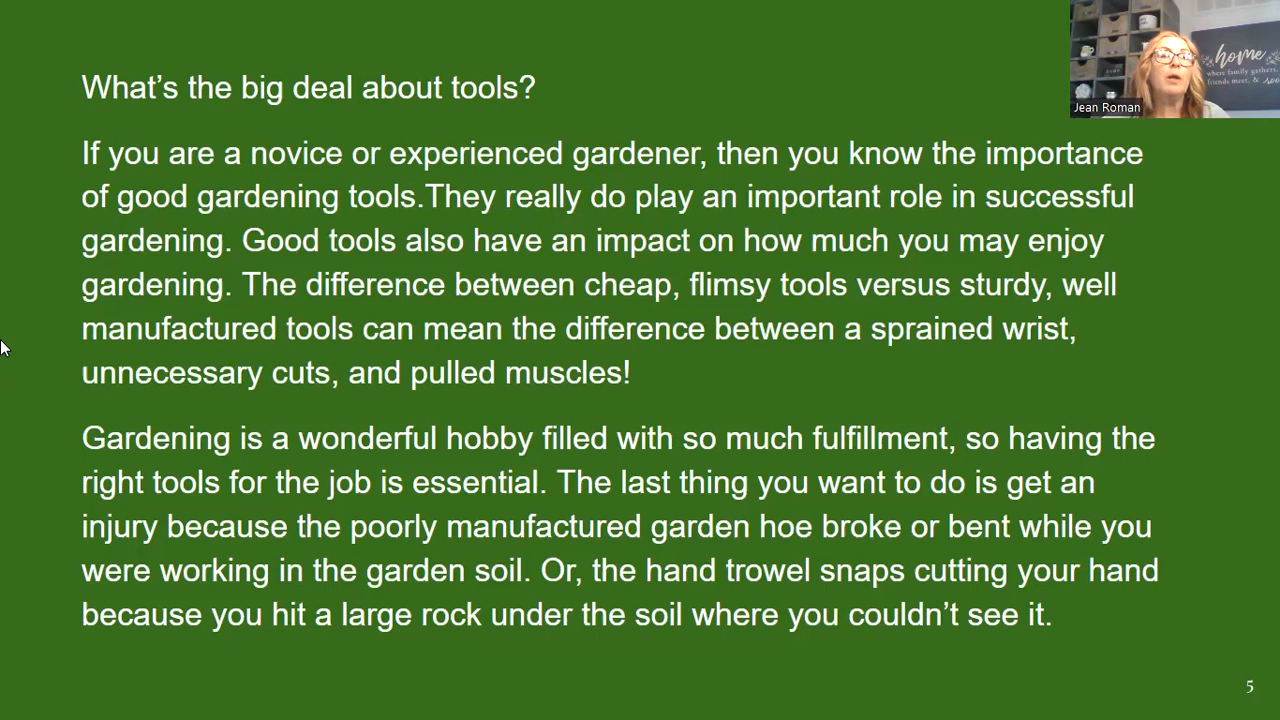 What’s the big deal about tools?
If you are a novice or experienced gardener, then you know the importance
of good gardening tools.They really do play an important role in successful
gardening. Good tools also have an impact on how much you may enjoy
gardening. The difference between cheap, flimsy tools versus sturdy, well
manufactured tools can mean the difference between a sprained wrist,
unnecessary cuts, and pulled muscles!
Gardening is a wonderful hobby filled with so much fulfillment, so having the
right tools for the job is essential. The last thing you want to do is get an
injury because the poorly manufactured garden hoe broke or bent while you
were working in the garden soil. Or, the hand trowel snaps cutting your hand
because you hit a large rock under the soil where you couldn’t see it.
home
where family gathers,
friends meet, &
Jean Roman
5